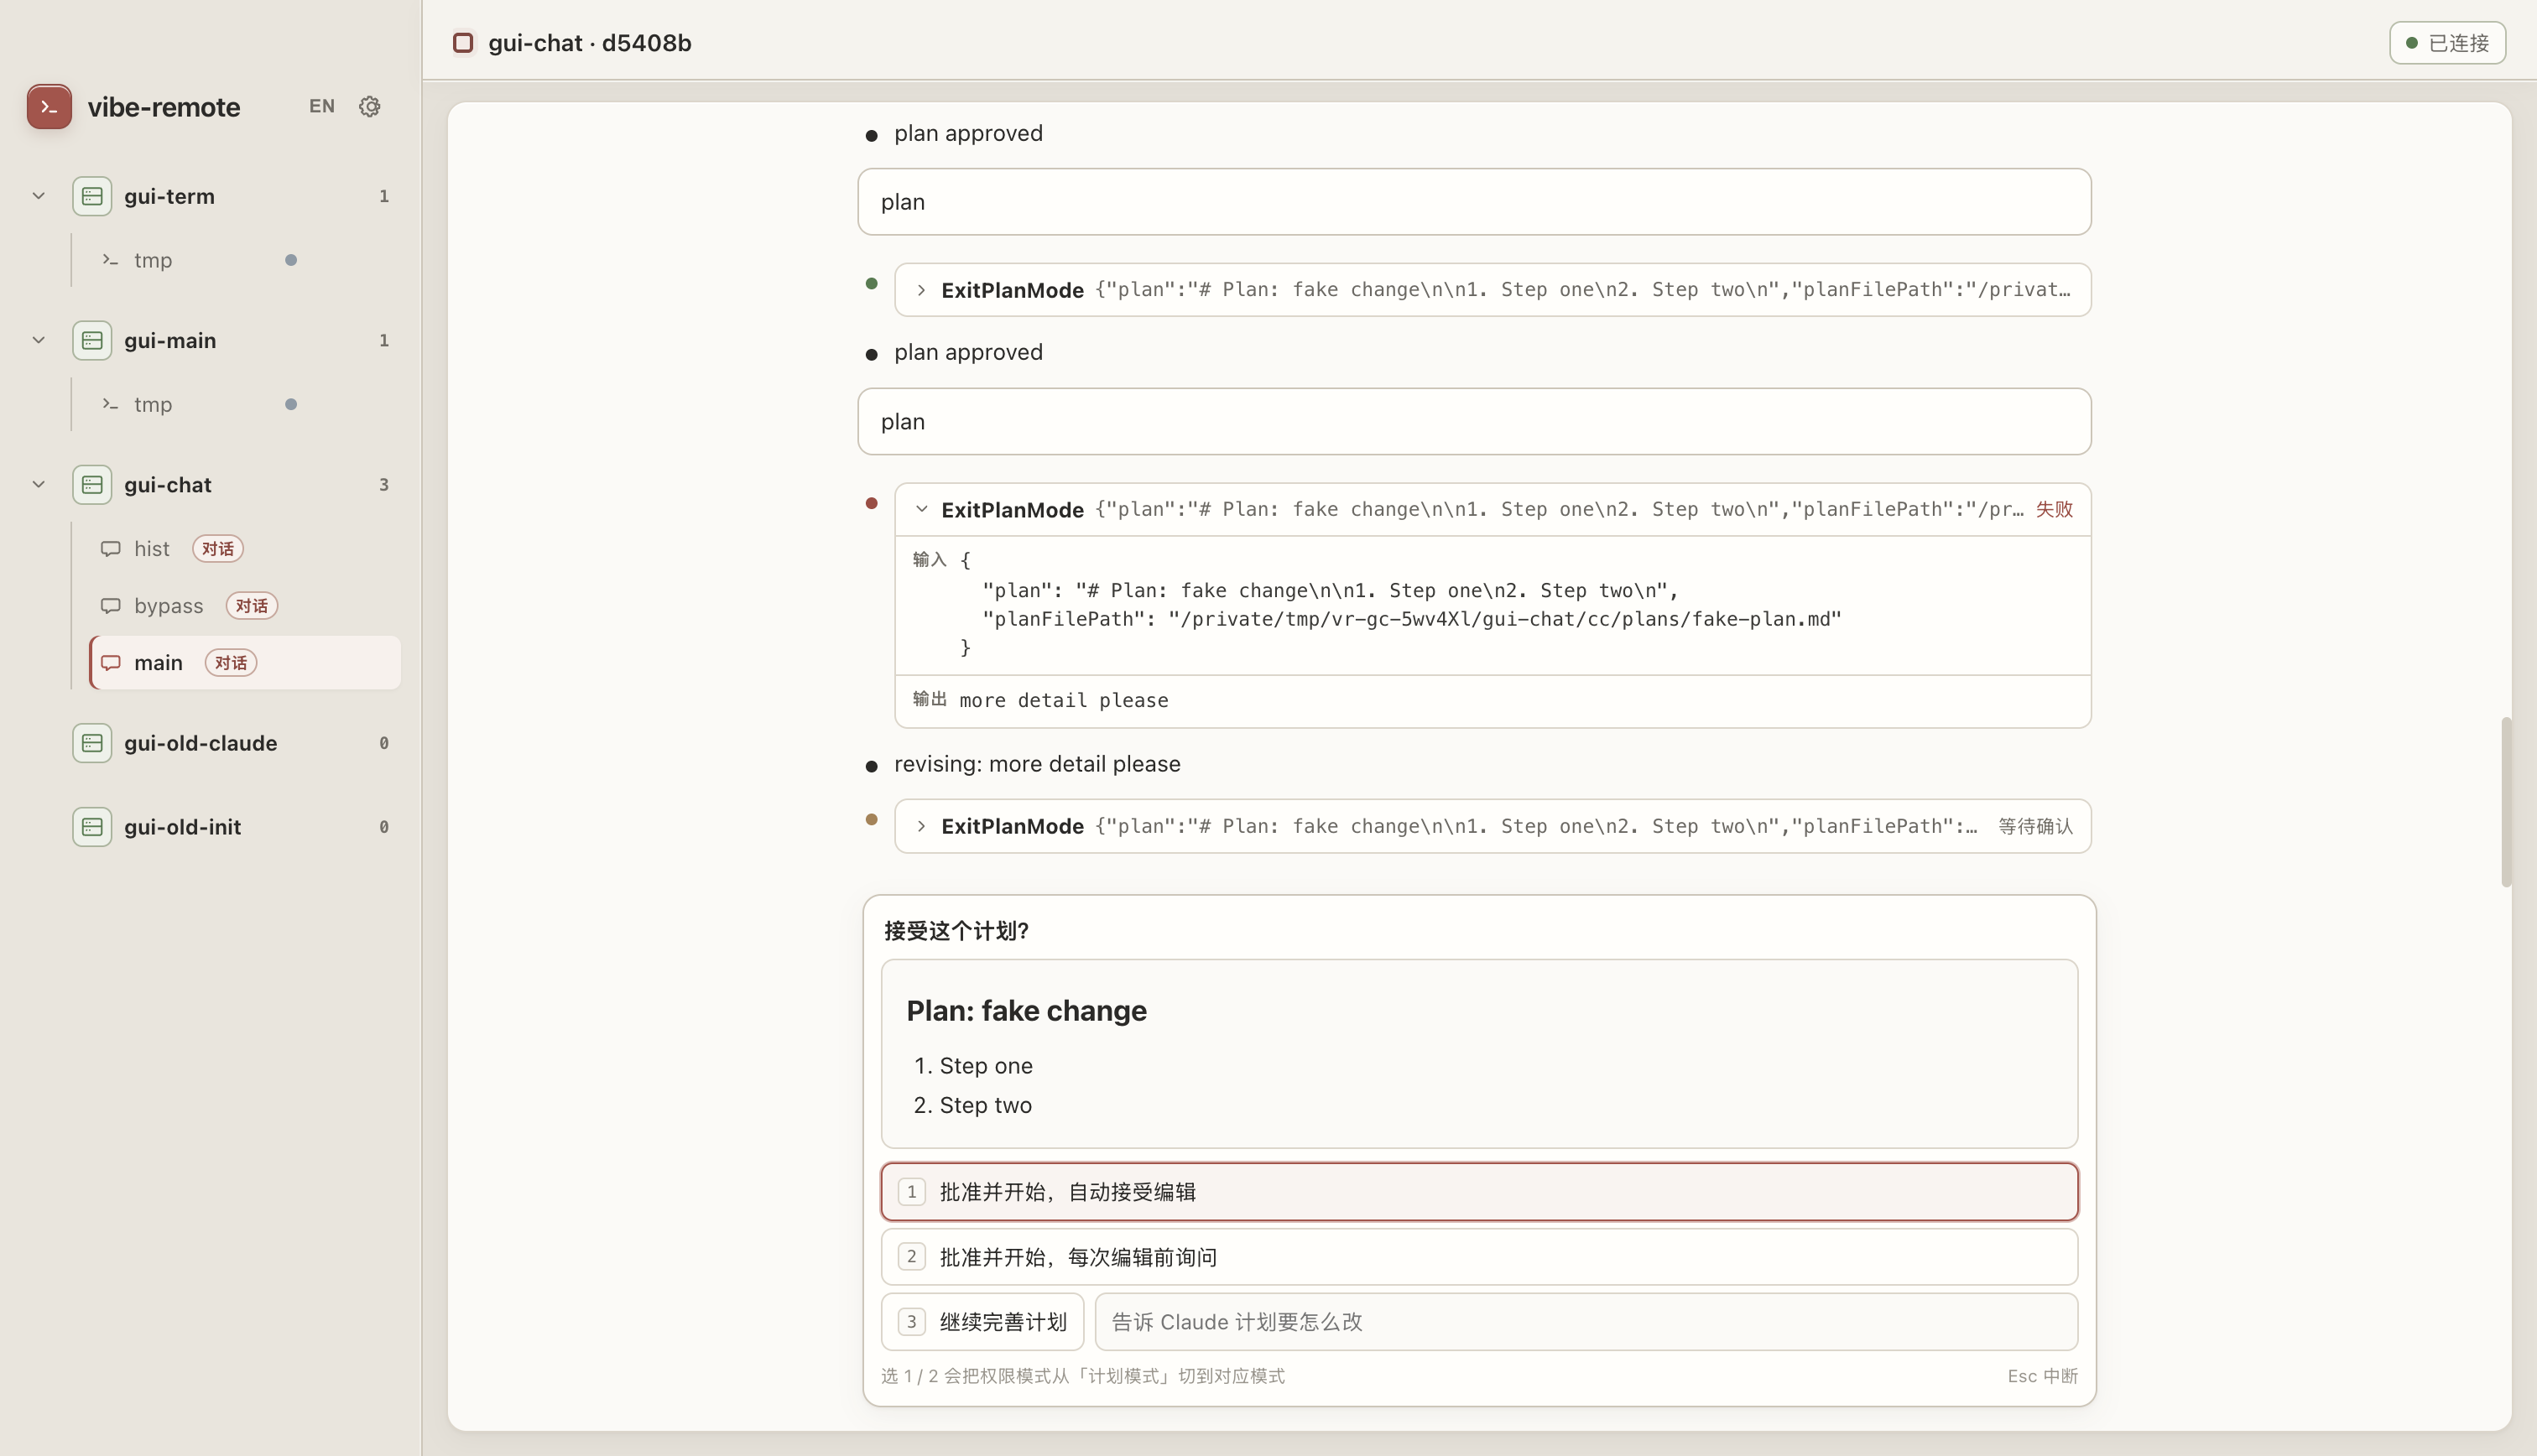 vibe-remote
EN
gui-term
1
tmp
gui-main
1
tmp
gui-chat
3
hist
对话
bypass
对话
main
对话
gui-old-claude
0
gui-old-init
0
gui-chat · d5408b
已连接
plan approved
plan
ExitPlanMode {"plan":"# Plan: fake change\n\n1. Step one\n2. Step two\n","planFilePath":"/privat…
plan approved
plan
ExitPlanMode {"plan":"# Plan: fake change\n\n1. Step one\n2. Step two\n","planFilePath":"/pr… 失败
输入 {
"plan": "# Plan: fake change\n\n1. Step one\n2. Step two\n",
"planFilePath": "/private/tmp/vr-gc-5wv4Xl/gui-chat/cc/plans/fake-plan.md"
}
输出 more detail please
revising: more detail please
ExitPlanMode {"plan":"# Plan: fake change\n\n1. Step one\n2. Step two\n","planFilePath":… 等待确认
接受这个计划?
Plan: fake change
1. Step one
2. Step two
1 批准并开始，自动接受编辑
2 批准并开始，每次编辑前询问
3 继续完善计划 告诉 Claude 计划要怎么改
选 1 / 2 会把权限模式从「计划模式」切到对应模式 Esc 中断